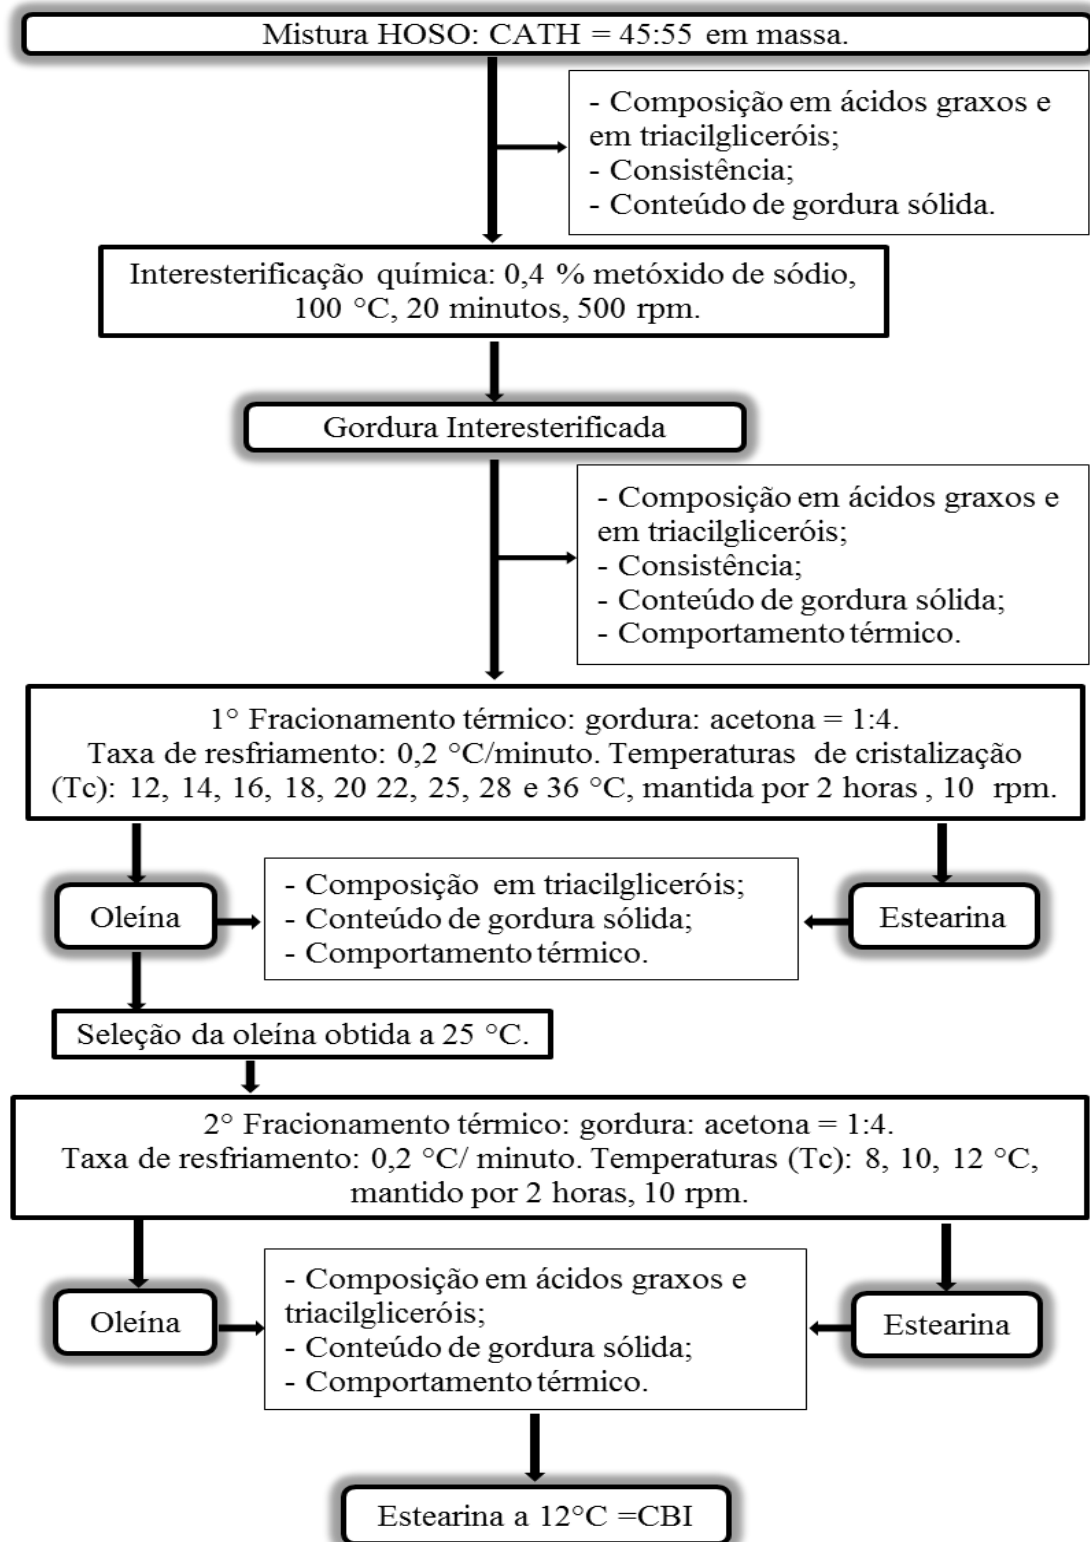 Mistura HOSO: CATH = 45:55 em massa.
- Composição em ácidos graxos e
em triacilgliceróis;
- Consistência;
- Conteúdo de gordura sólida.
Interesterificação química: 0,4 % metóxido de sódio,
100 °C, 20 minutos, 500 rpm.
Gordura Interesterificada
- Composição em ácidos graxos e
em triacilgliceróis;
- Consistência;
- Conteúdo de gordura sólida;
- Comportamento térmico.
1° Fracionamento térmico: gordura: acetona = 1:4.
Taxa de resfriamento: 0,2 °C/minuto. Temperaturas de cristalização
(Tc): 12, 14, 16, 18, 20 22, 25, 28 e 36 °C, mantida por 2 horas , 10 rpm.
Oleína
- Composição em triacilgliceróis;
- Conteúdo de gordura sólida;
- Comportamento térmico.
Estearina
Seleção da oleína obtida a 25 °C.
2° Fracionamento térmico: gordura: acetona = 1:4.
Taxa de resfriamento: 0,2 °C/ minuto. Temperaturas (Tc): 8, 10, 12 °C,
mantido por 2 horas, 10 rpm.
Oleína
- Composição em ácidos graxos e
triacilgliceróis;
- Conteúdo de gordura sólida;
- Comportamento térmico.
Estearina
Estearina a 12°C =CBI